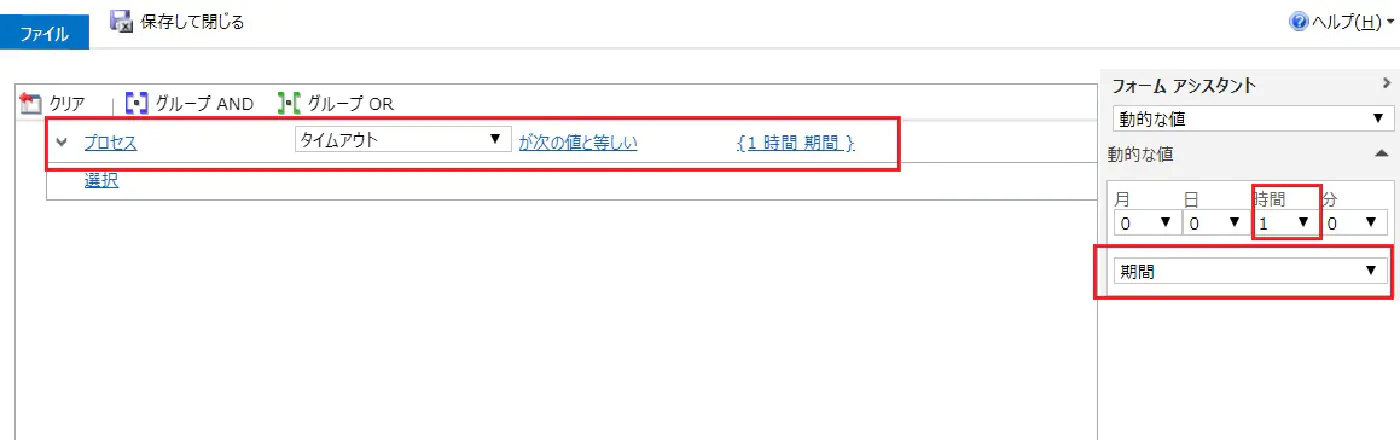 ファイル
保存して閉じる
ヘルプ(H)
クリア | グループ AND グループ OR
プロセス タイムアウト が次の値と等しい {1 時間 期間 }
選択
フォーム アシスタント
動的な値
動的な値
月 日 時間 分
0 0 1 0
期間